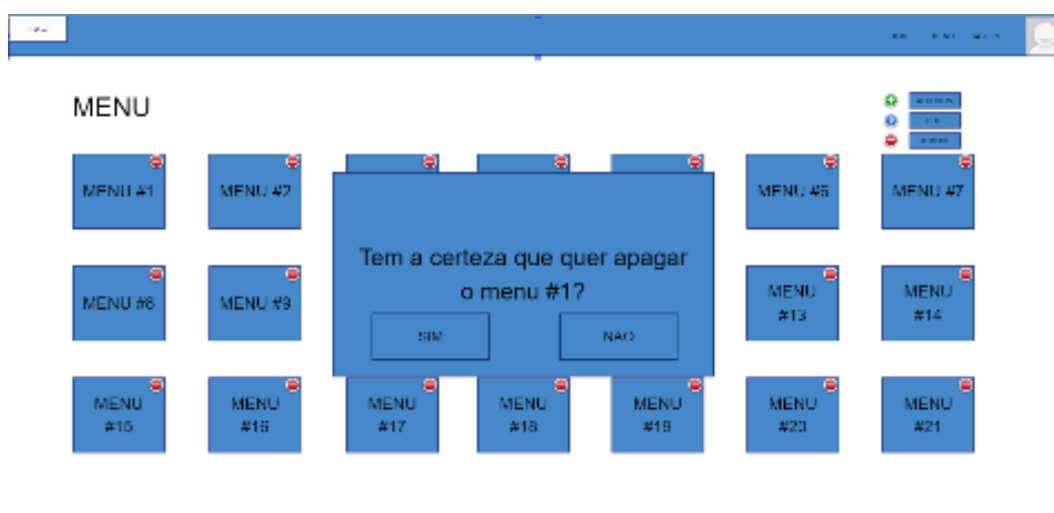 MENU
MENU #1
MENU #2
MENU #6
MENU #7
Tem a certeza que quer apagar
o menu #1?
SIM
NAO
MENU #8
MENU #9
MENU
#13
MENU
#14
MENU
#15
MENU
#16
MENU
#17
MENU
#18
MENU
#19
MENU
#20
MENU
#21